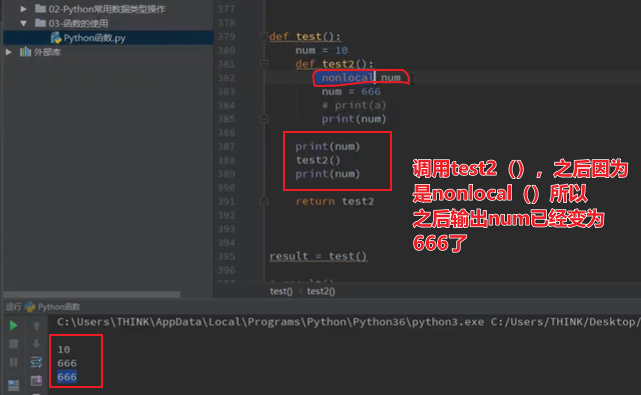 02-Python常用数据类型操作
03-函数的使用
Python函数.py
外部库
377
378
379 def test():
380 num = 10
381 def test2():
382 nonlocal num
383 num = 666
384 # print(a)
385 print(num)
386
387 print(num)
388 test2()
389 print(num)
390
391 return test2
392
393
394
395 result = test()
396
调用test2（），之后因为
是nonlocal（）所以
之后输出num已经变为
666了
test() › test2()
运行 Python函数
C:\Users\THINK\AppData\Local\Programs\Python\Python36\python3.exe C:/Users/THINK/Desktop/
10
666
666